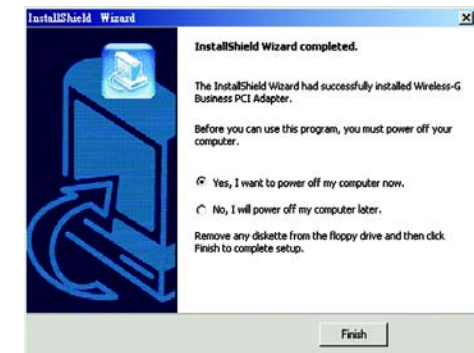 InstallShield Wizard
InstallShield Wizard completed.
The InstallShield Wizard had successfully installed Wireless-G
Business PCI Adapter.
Before you can use this program, you must power off your
computer.
Yes, I want to power off my computer now.
No, I will power off my computer later.
Remove any diskette from the floppy drive and then click
Finish to complete setup.
Finish